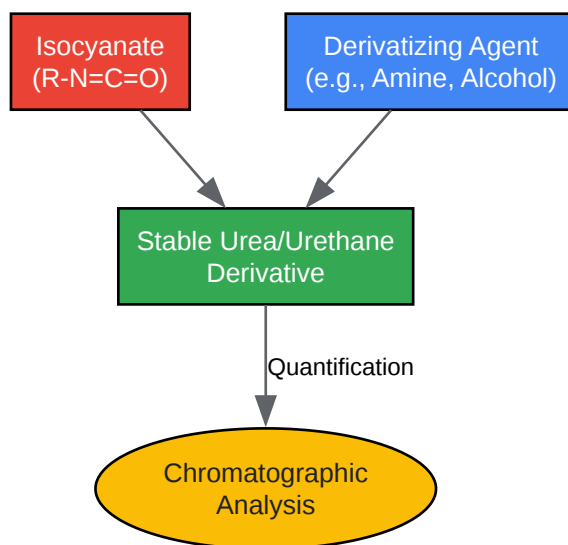 Isocyanate
(R-N=C=O)
Derivatizing Agent
(e.g., Amine, Alcohol)
Stable Urea/Urethane
Derivative
Quantification
Chromatographic
Analysis